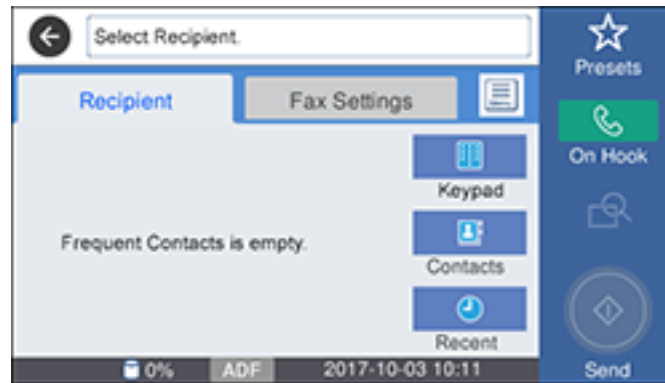 Select Recipient.
Presets
Recipient
Fax Settings
On Hook
Keypad
Frequent Contacts is empty.
Contacts
Recent
0%
ADF
2017-10-03 10:11
Send